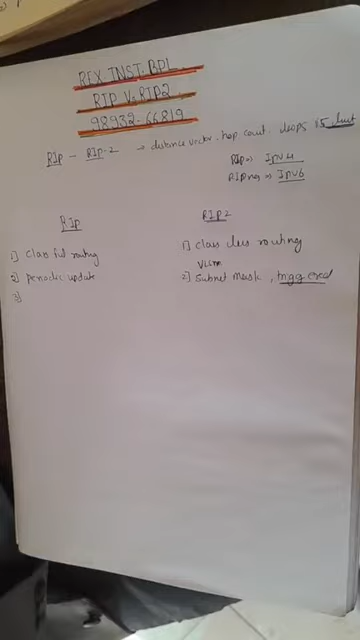 REX INST. BPL
RIP Vs RIP2
98932-66819
RIP - RIP-2 → distance vector, hop count. drops 15
RIP ⇒ IPV4
RIPng ⇒ IPV6
RIP
RIP2
1] Class ful routing
1] class less routing
VLSM
2] Periodic update
2] Subnet Mask, triggered
3]